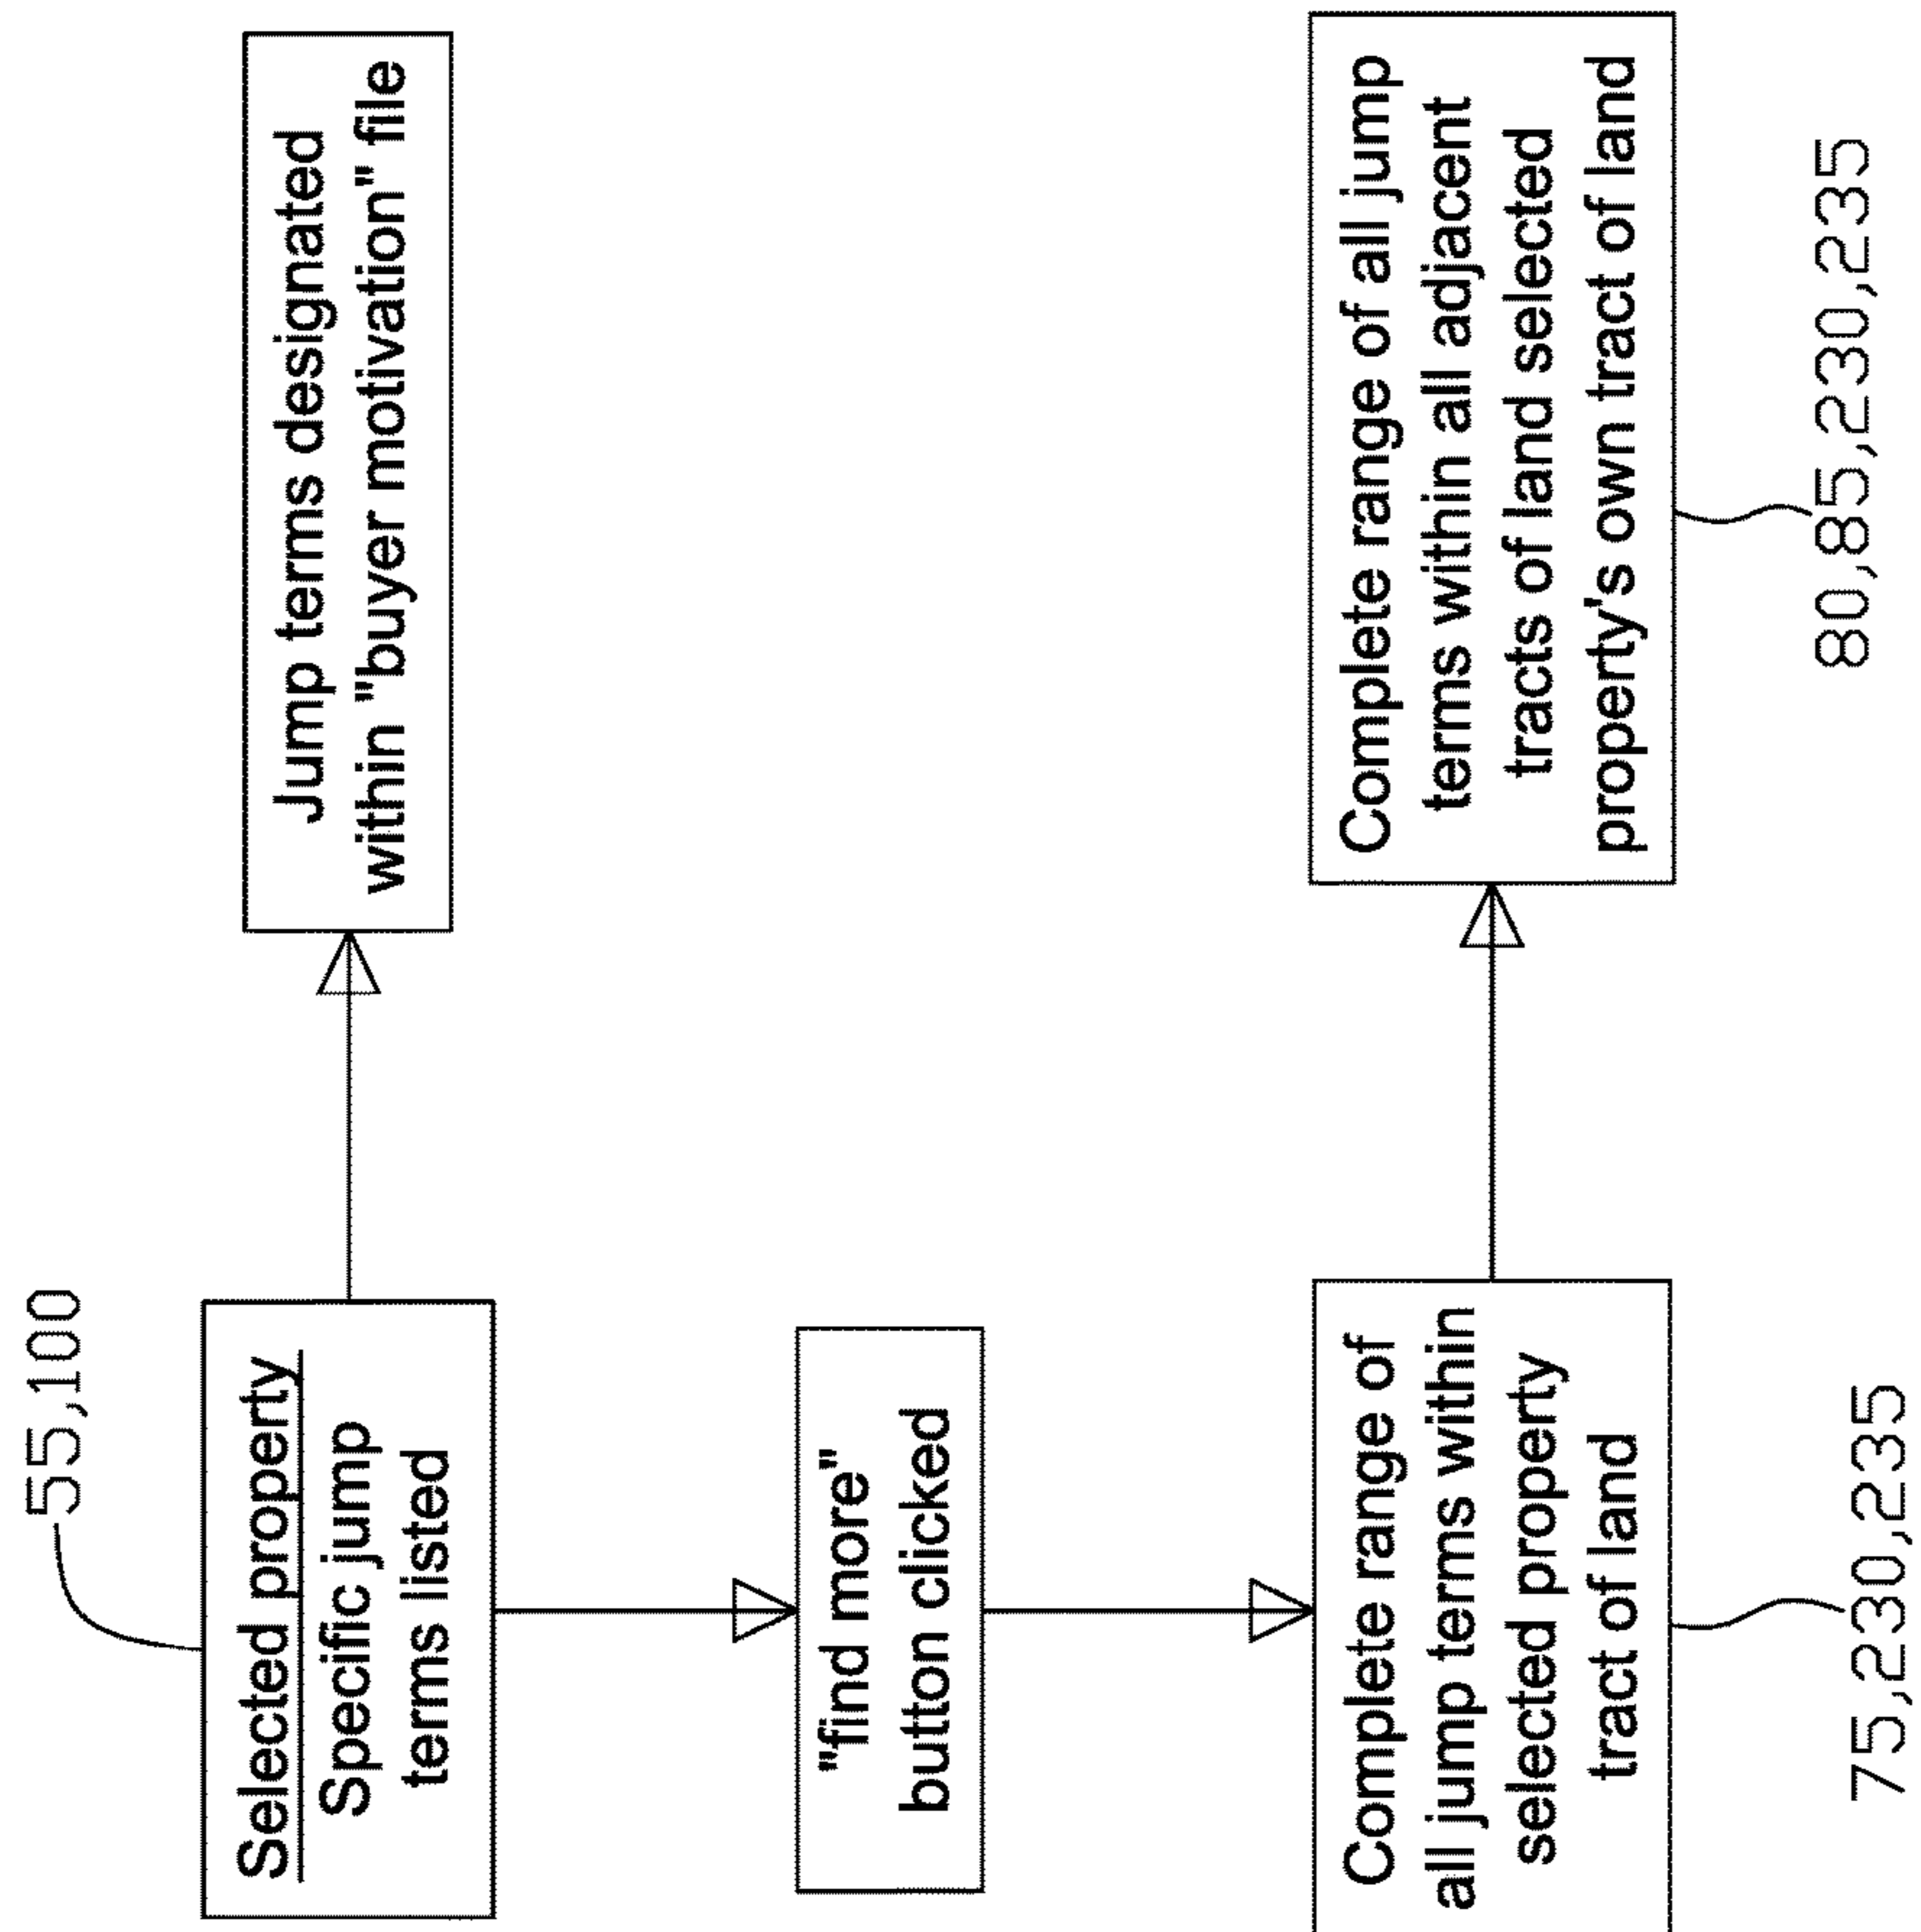 55,100
Selected property
Specific jump
terms listed
Jump terms designated
within "buyer motivation" file
"find more"
button clicked
Complete range of
all jump terms within
selected property
tract of land
75,230,235
Complete range of all jump
terms within all adjacent
tracts of land selected
property's own tract of land
80,85,230,235